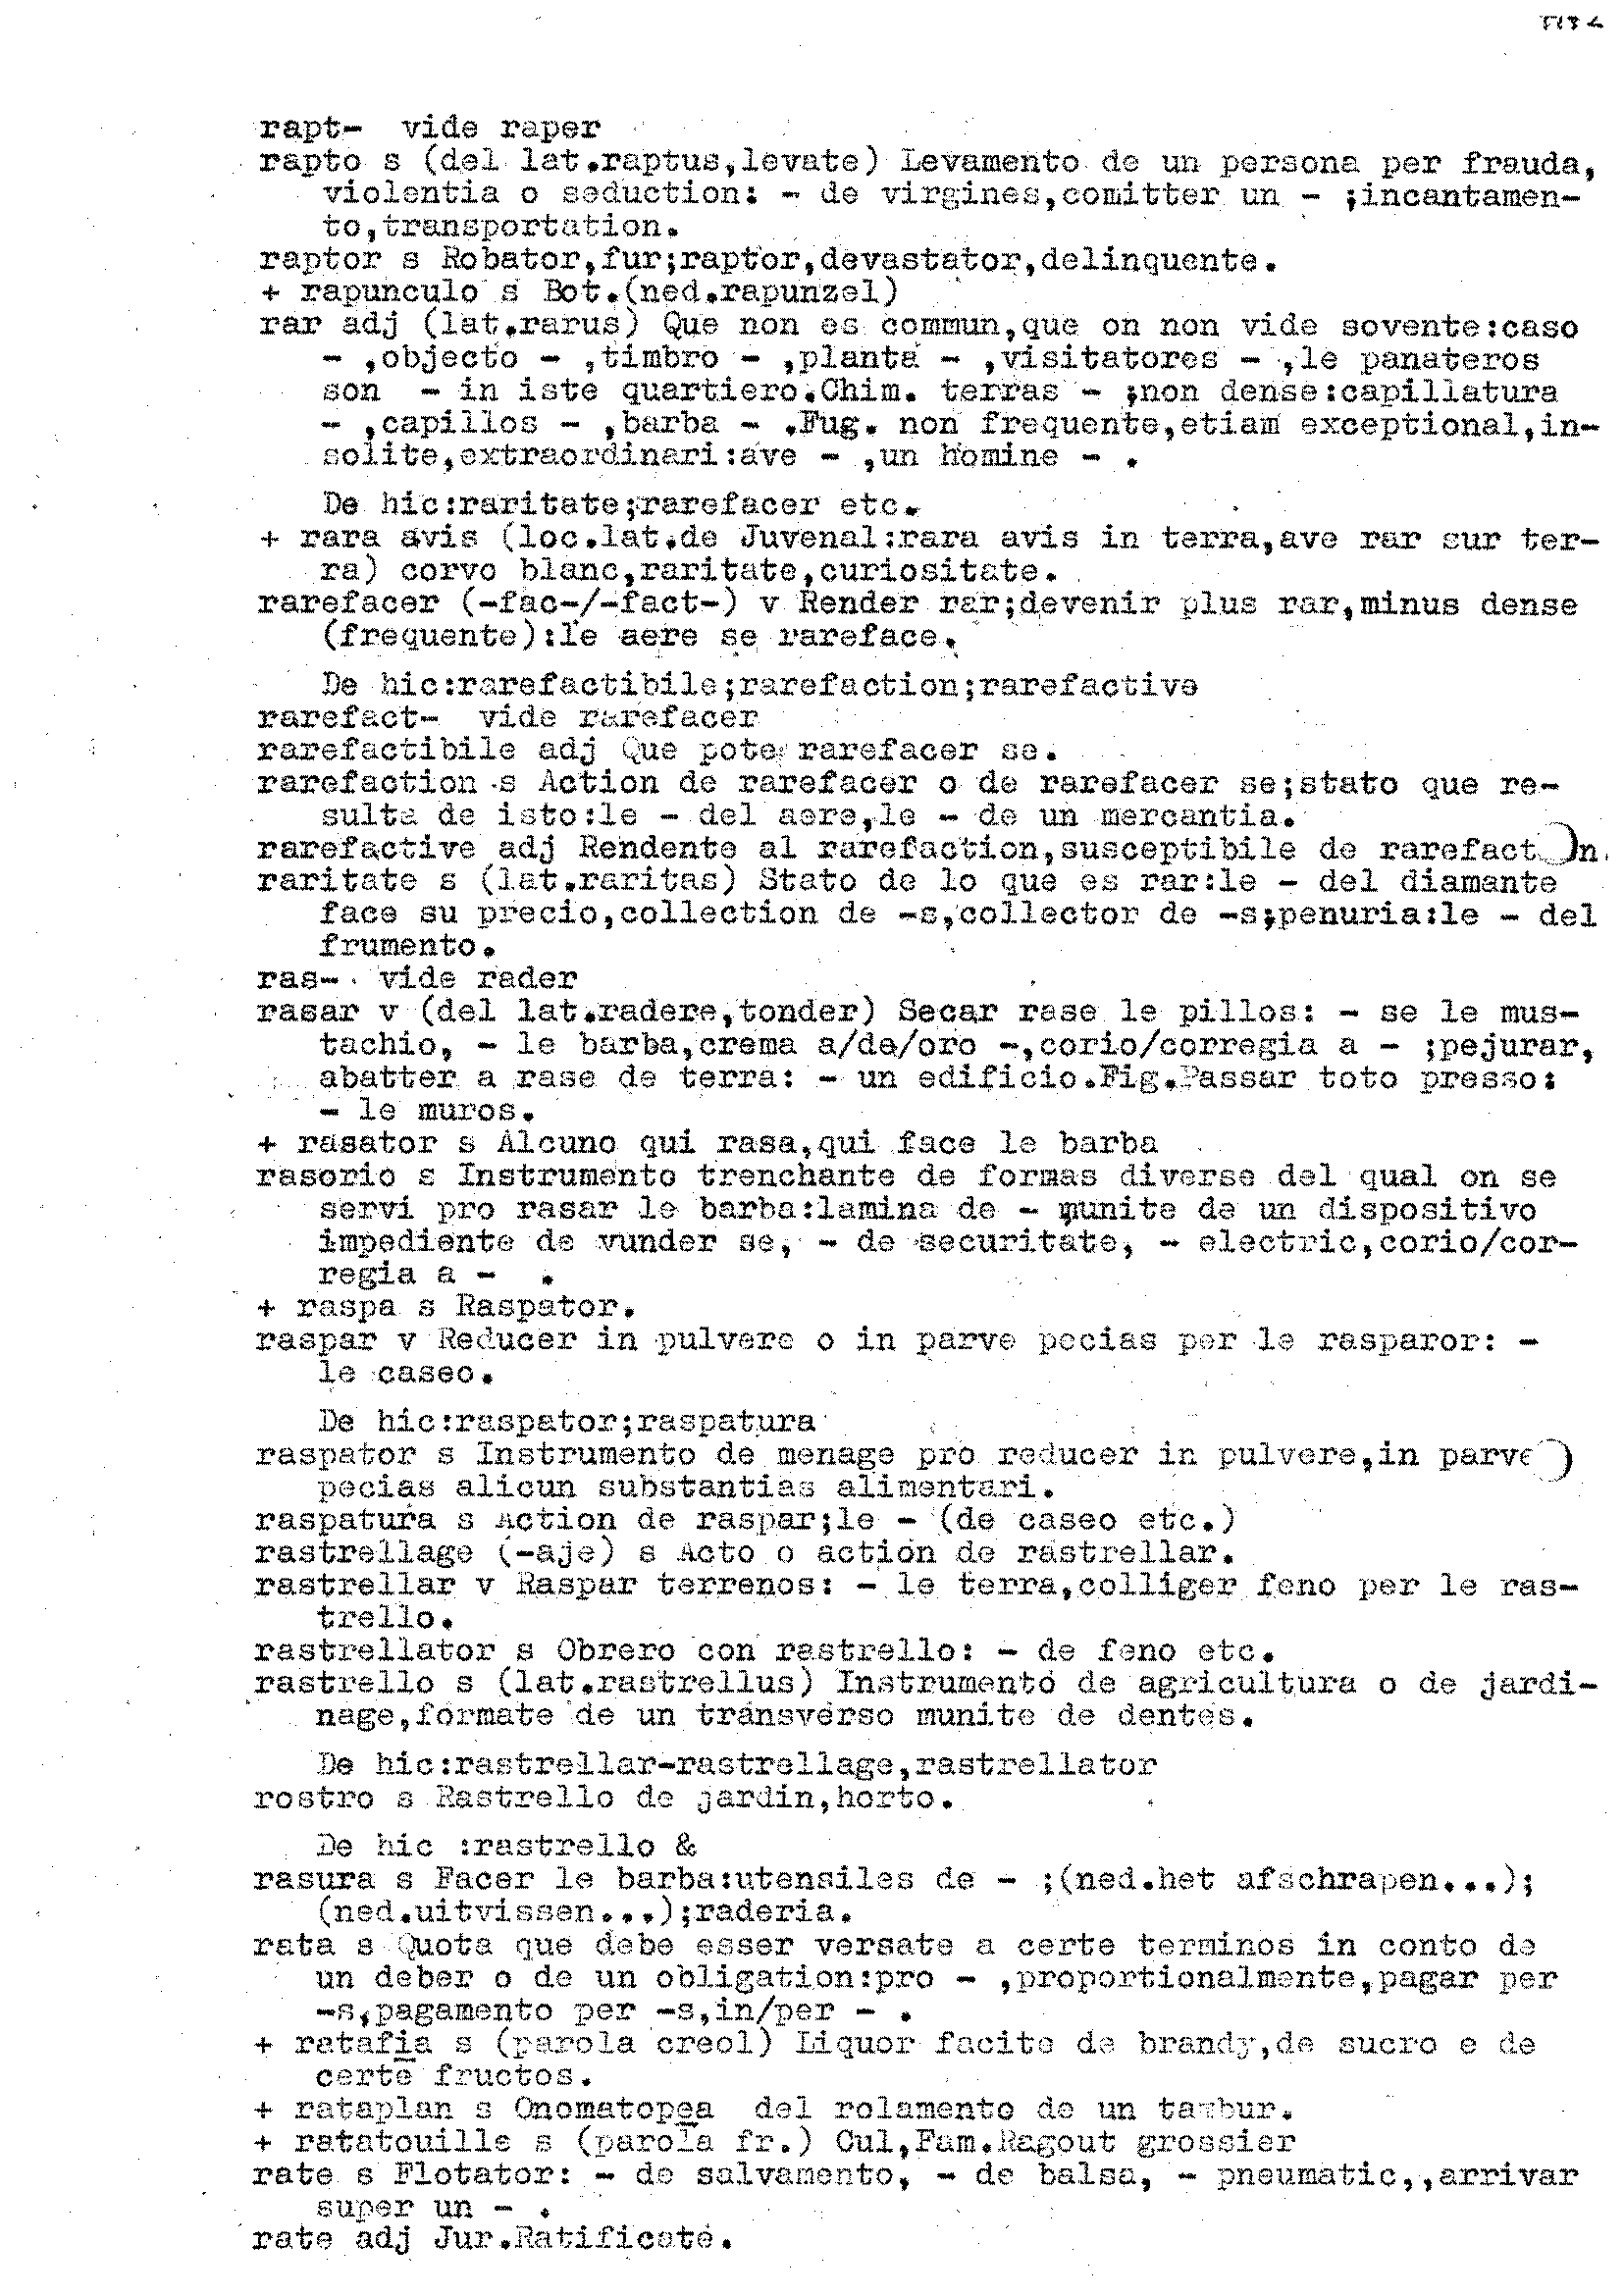 rapt-  vide raper
rapto s (del lat.raptus,levate) Levamento de un persona per frauda,
violentia o seduction: - de virgines,comitter un - ;incantamen-
to,transportation.
raptor s Robator,fur;raptor,devastator,delinquente.
+ rapunculo s Bot.(ned.rapunzel)
rar adj (lat.rarus) Que non es commun,que on non vide sovente:caso
- ,objecto - ,timbro - ,planta - ,visitatores - ,le panateros
son  - in iste quartiero.Chim. terras - ;non dense:capillatura
- ,capillos - ,barba - .Fug. non frequente,etiam exceptional,in-
solite,extraordinari:ave - ,un homine - .
De hic:raritate;rarefacer etc.
+ rara avis (loc.lat.de Juvenal:rara avis in terra,ave rar sur ter-
ra) corvo blanc,raritate,curiositate.
rarefacer (-fac-/-fact-) v Render rar;devenir plus rar,minus dense
(frequente):le aere se rareface.
De hic:rarefactibile;rarefaction;rarefactive
rarefact-  vide rarefacer
rarefactibile adj Que pote rarefacer se.
rarefaction s Action de rarefacer o de rarefacer se;stato que re-
sulta de isto:le - del aere,le - de un mercantia.
rarefactive adj Rendente al rarefaction,susceptibile de rarefact n.
raritate s (lat.raritas) Stato de lo que es rar:le - del diamante
face su precio,collection de -s,collector de -s;penuria:le - del
frumento.
ras-  vide rader
rasar v (del lat.radere,tonder) Secar rase le pillos: - se le mus-
tachio, - le barba,crema a/de/oro -,corio/corregia a - ;pejurar,
abatter a rase de terra: - un edificio.Fig.Passar toto presso:
- le muros.
+ rasator s Alcuno qui rasa,qui face le barba
rasorio s Instrumento trenchante de formas diverse del qual on se
servi pro rasar le barba:lamina de - munite de un dispositivo
impediente de vunder se, - de securitate, - electric,corio/cor-
regia a -  .
+ raspa s Raspator.
raspar v Reducer in pulvere o in parve pecias per le rasparor: -
le caseo.
De hic:raspator;raspatura
raspator s Instrumento de menage pro reducer in pulvere,in parve
pecias alicun substantias alimentari.
raspatura s Action de raspar;le - (de caseo etc.)
rastrellage (-aje) s Acto o action de rastrellar.
rastrellar v Raspar terrenos: - le terra,colliger feno per le ras-
trello.
rastrellator s Obrero con rastrello: - de feno etc.
rastrello s (lat.rastrellus) Instrumento de agricultura o de jardi-
nage,formate de un transverso munite de dentes.
De hic:rastrellar-rastrellage,rastrellator
rostro s Rastrello de jardin,horto.
De hic :rastrello &
rasura s Facer le barba:utensiles de - ;(ned.het afschrapen...);
(ned.uitvissen...);raderia.
rata s Quota que debe esser versate a certe terminos in conto de
un deber o de un obligation:pro - ,proportionalmente,pagar per
-s,pagamento per -s,in/per - .
+ ratafia s (parola creol) Liquor facite de brandy,de sucro e de
certe fructos.
+ rataplan s Onomatopea  del rolamento de un tambur.
+ ratatouille s (parola fr.) Cul,Fam.Ragout grossier
rate s Flotator: - de salvamento, - de balsa, - pneumatic,,arrivar
super un - .
rate adj Jur.Ratificate.